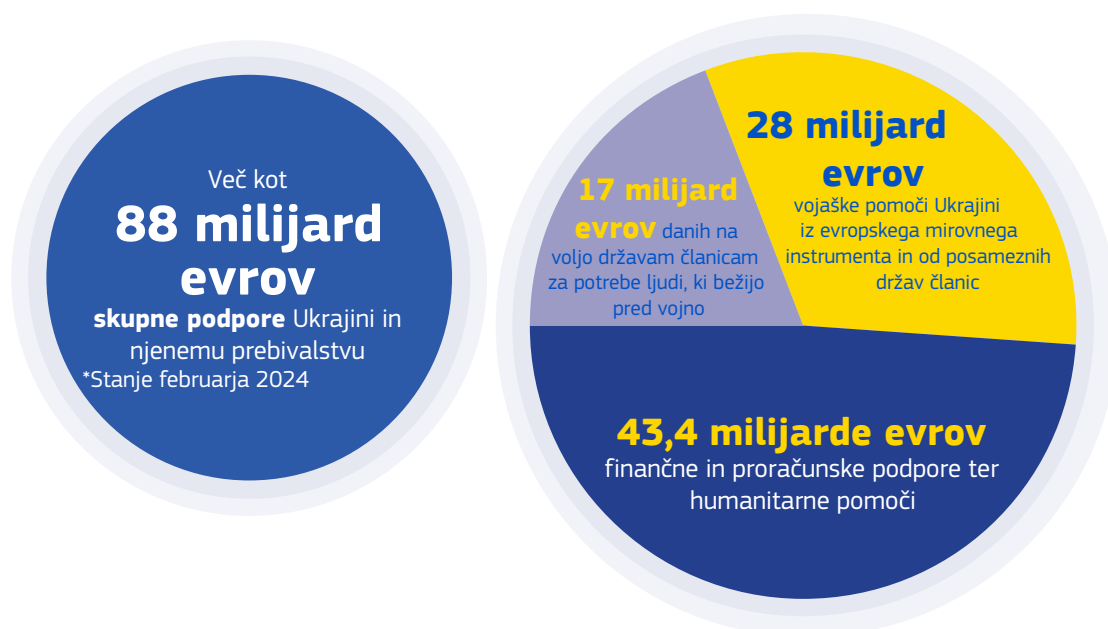 Več kot
88 milijard
evrov
skupne podpore Ukrajini in
njenemu prebivalstvu
*Stanje februarja 2024
17 milijard
evrov danih na
voljo državam članicam
za potrebe ljudi, ki bežijo
pred vojno
28 milijard
evrov
vojaške pomoči Ukrajini
iz evropskega mirovnega
instrumenta in od posameznih
držav članic
43,4 milijarde evrov
finančne in proračunske podpore ter
humanitarne pomoči